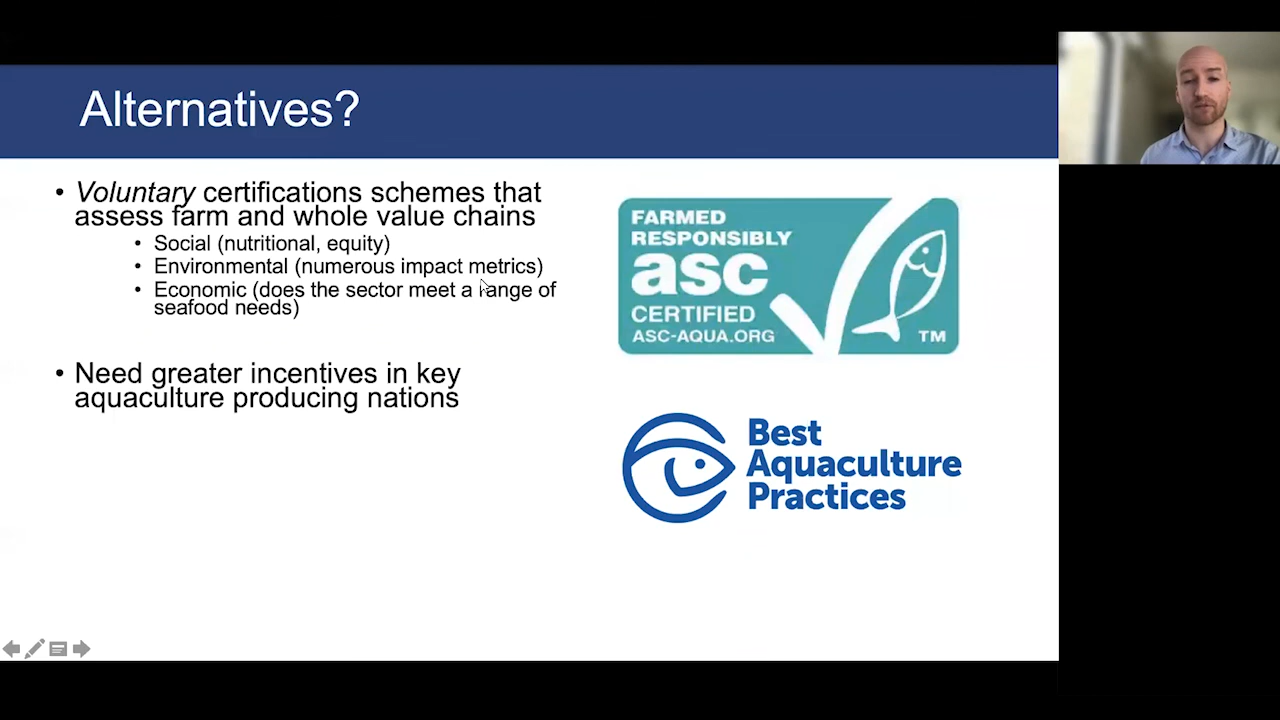 Alternatives?
• Voluntary certifications schemes that
assess farm and whole value chains
• Social (nutritional, equity)
• Environmental (numerous impact metrics)
• Economic (does the sector meet a range of
seafood needs)
• Need greater incentives in key
aquaculture producing nations
FARMED
RESPONSIBLY
asc
CERTIFIED
ASC-AQUA.ORG
TM
Best
Aquaculture
Practices